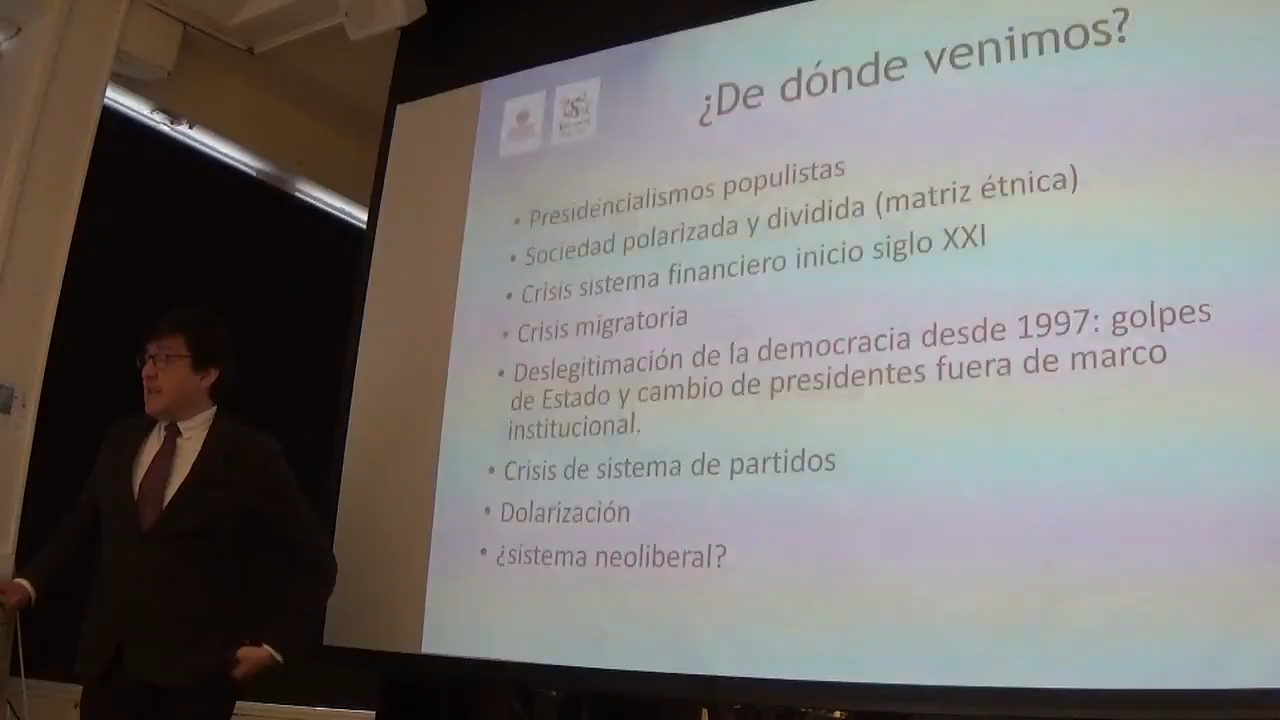 ¿De dónde venimos?
• Presidencialismos populistas
• Sociedad polarizada y dividida (matriz étnica)
• Crisis sistema financiero inicio siglo XXI
• Crisis migratoria
• Deslegitimación de la democracia desde 1997: golpes
de Estado y cambio de presidentes fuera de marco
institucional.
• Crisis de sistema de partidos
• Dolarización
• ¿sistema neoliberal?